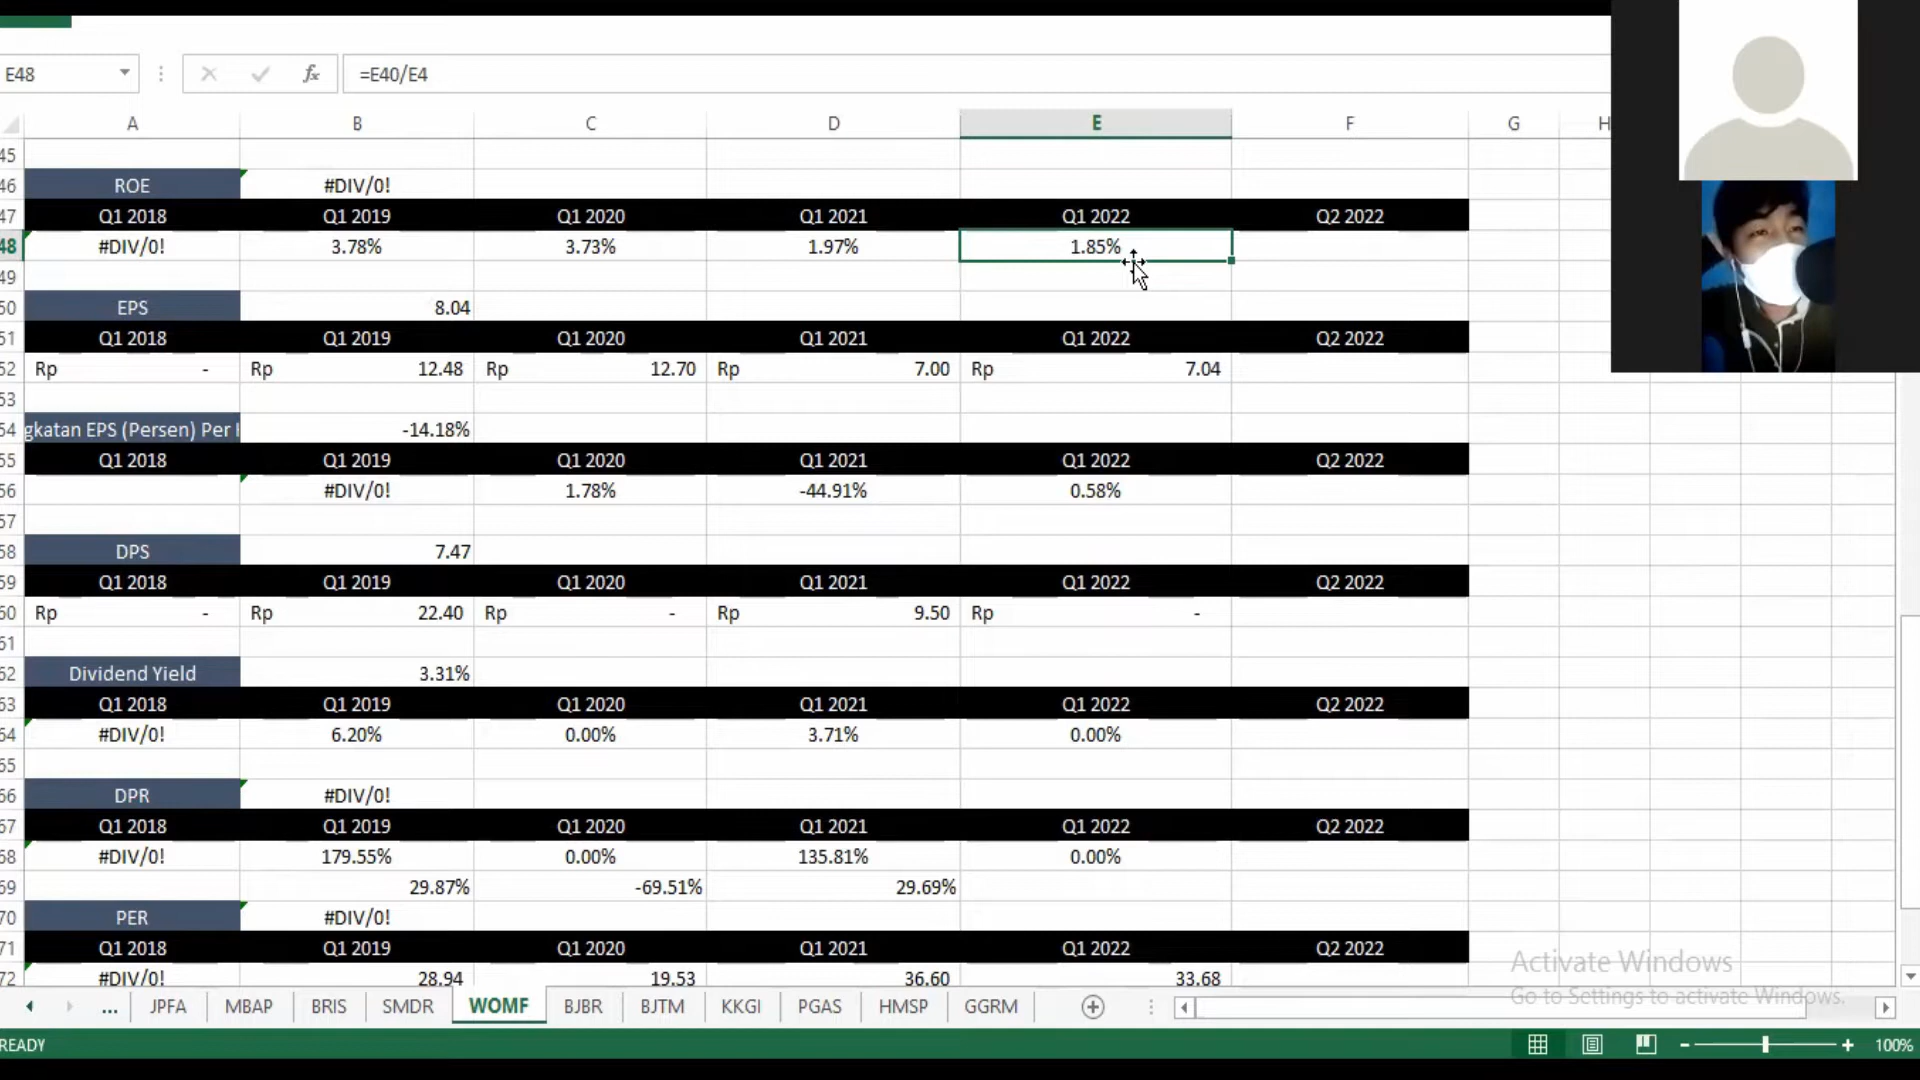 E48 fx =E40/E4
A B C D E F G H
45
46 ROE #DIV/0!
47 Q1 2018 Q1 2019 Q1 2020 Q1 2021 Q1 2022 Q2 2022
48 #DIV/0! 3.78% 3.73% 1.97% 1.85%
49
50 EPS 8.04
51 Q1 2018 Q1 2019 Q1 2020 Q1 2021 Q1 2022 Q2 2022
52 Rp - Rp 12.48 Rp 12.70 Rp 7.00 Rp 7.04
53
54 gkatan EPS (Persen) Per -14.18%
55 Q1 2018 Q1 2019 Q1 2020 Q1 2021 Q1 2022 Q2 2022
56 #DIV/0! 1.78% -44.91% 0.58%
57
58 DPS 7.47
59 Q1 2018 Q1 2019 Q1 2020 Q1 2021 Q1 2022 Q2 2022
60 Rp - Rp 22.40 Rp - Rp 9.50 Rp -
61
62 Dividend Yield 3.31%
63 Q1 2018 Q1 2019 Q1 2020 Q1 2021 Q1 2022 Q2 2022
64 #DIV/0! 6.20% 0.00% 3.71% 0.00%
65
66 DPR #DIV/0!
67 Q1 2018 Q1 2019 Q1 2020 Q1 2021 Q1 2022 Q2 2022
68 #DIV/0! 179.55% 0.00% 135.81% 0.00%
69 29.87% -69.51% 29.69%
70 PER #DIV/0!
71 Q1 2018 Q1 2019 Q1 2020 Q1 2021 Q1 2022 Q2 2022
72 #DIV/0! 28.94 19.53 36.60 33.68
Activate Windows
Go to Settings to activate Windows.
... JPFA MBAP BRIS SMDR WOMF BJBR BJTM KKGI PGAS HMSP GGRM
READY 100%